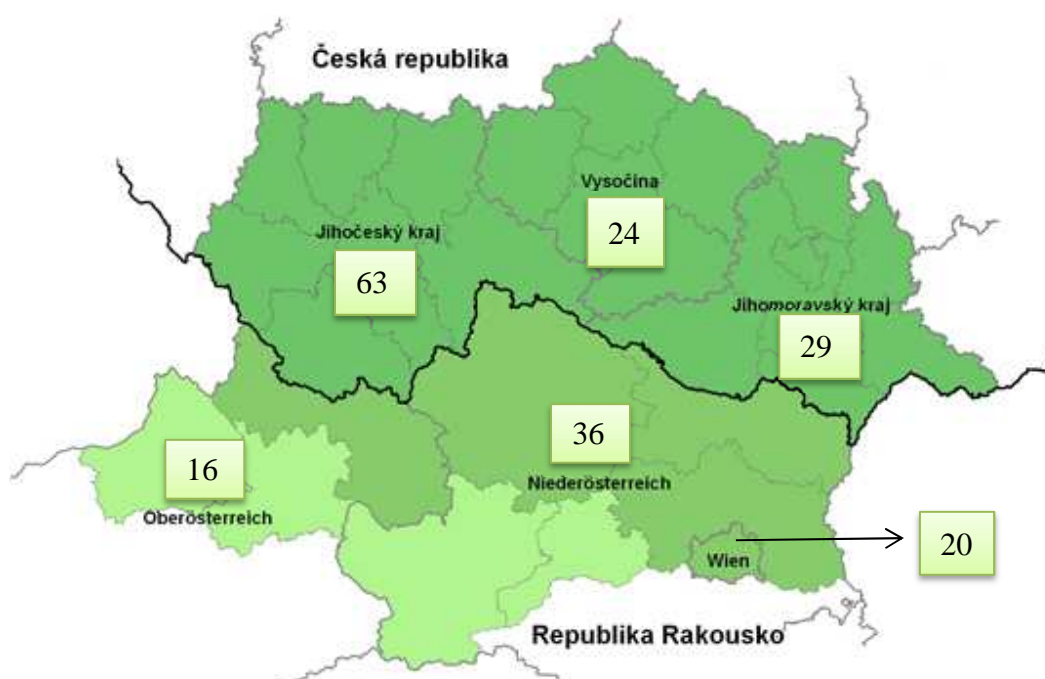 Česká republika
Vysočina
24
Jihočeský kraj
63
Jihomoravský kraj
29
36
Niederösterreich
16
Oberösterreich
Wien
20
Republika Rakousko